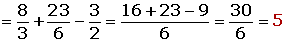 = 8/3 + 23/6 − 3/2 = (16 + 23 − 9)/6 = 30/6 = 5